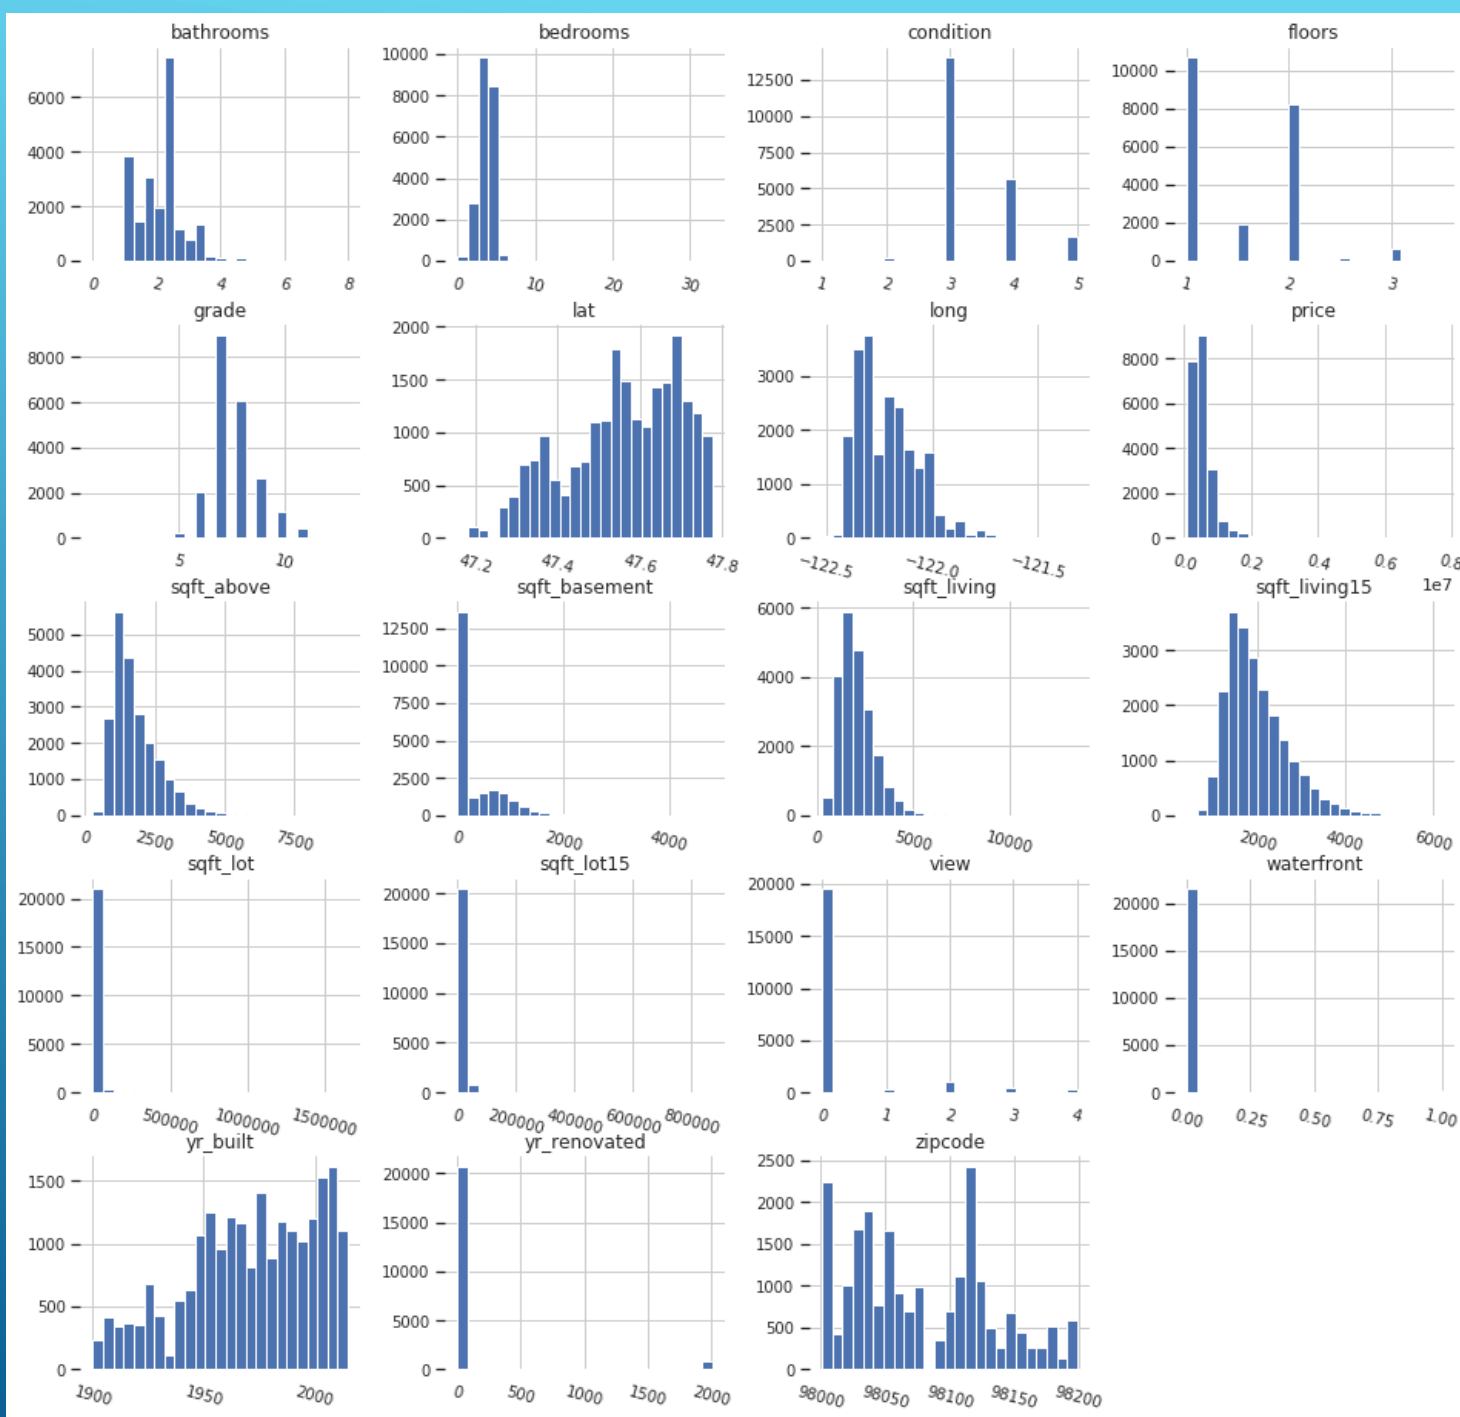 bathrooms bedrooms condition floors
6000 4000 2000 0
0 2 4 6 8
10000 8000 6000 4000 2000 0
0 10 20 30
12500 10000 7500 5000 2500 0
1 2 3 4 5
10000 8000 6000 4000 2000 0
1 2 3
grade lat long price
8000 6000 4000 2000 0
5 10
2000 1500 1000 500 0
47.2 47.4 47.6 47.8
3000 2000 1000 0
−122.5 −122.0 −121.5
8000 6000 4000 2000 0
0.0 0.2 0.4 0.6 0.8
1e7
sqft_above sqft_basement sqft_living sqft_living15
5000 4000 3000 2000 1000 0
0 2500 5000 7500
12500 10000 7500 5000 2500 0
0 2000 4000
6000 4000 2000 0
0 5000 10000
3000 2000 1000 0
2000 4000 6000
sqft_lot sqft_lot15 view waterfront
20000 15000 10000 5000 0
0 500000 1000000 1500000
20000 15000 10000 5000 0
0 200000 400000 600000 800000
20000 15000 10000 5000 0
0 1 2 3 4
20000 15000 10000 5000 0
0.00 0.25 0.50 0.75 1.00
yr_built yr_renovated zipcode
1500 1000 500 0
1900 1950 2000
20000 15000 10000 5000 0
0 500 1000 1500 2000
2500 2000 1500 1000 500 0
98000 98050 98100 98150 98200